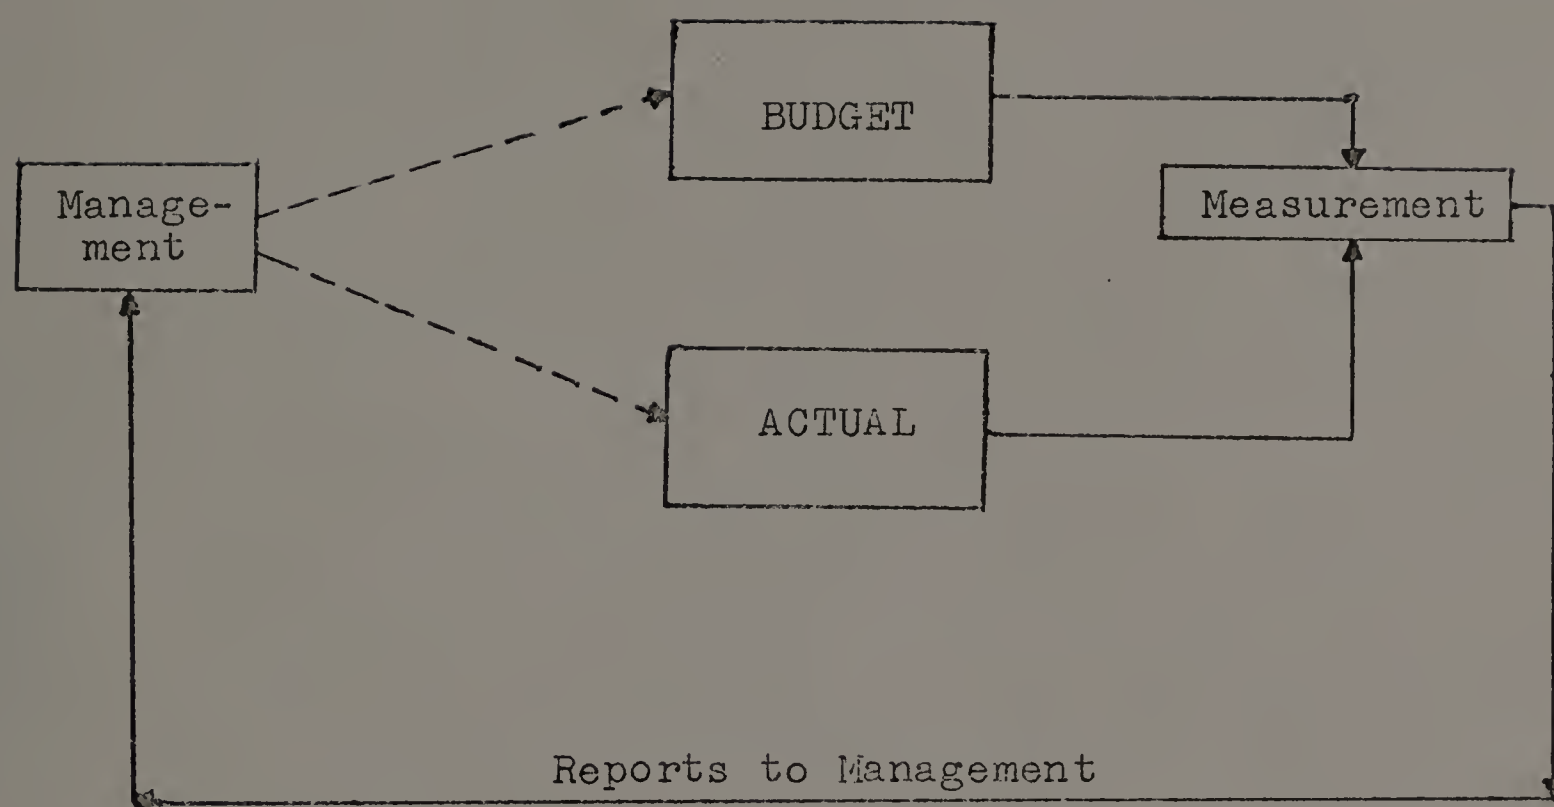 BUDGET
Manage-
ment
Measurement
ACTUAL
Reports to Management